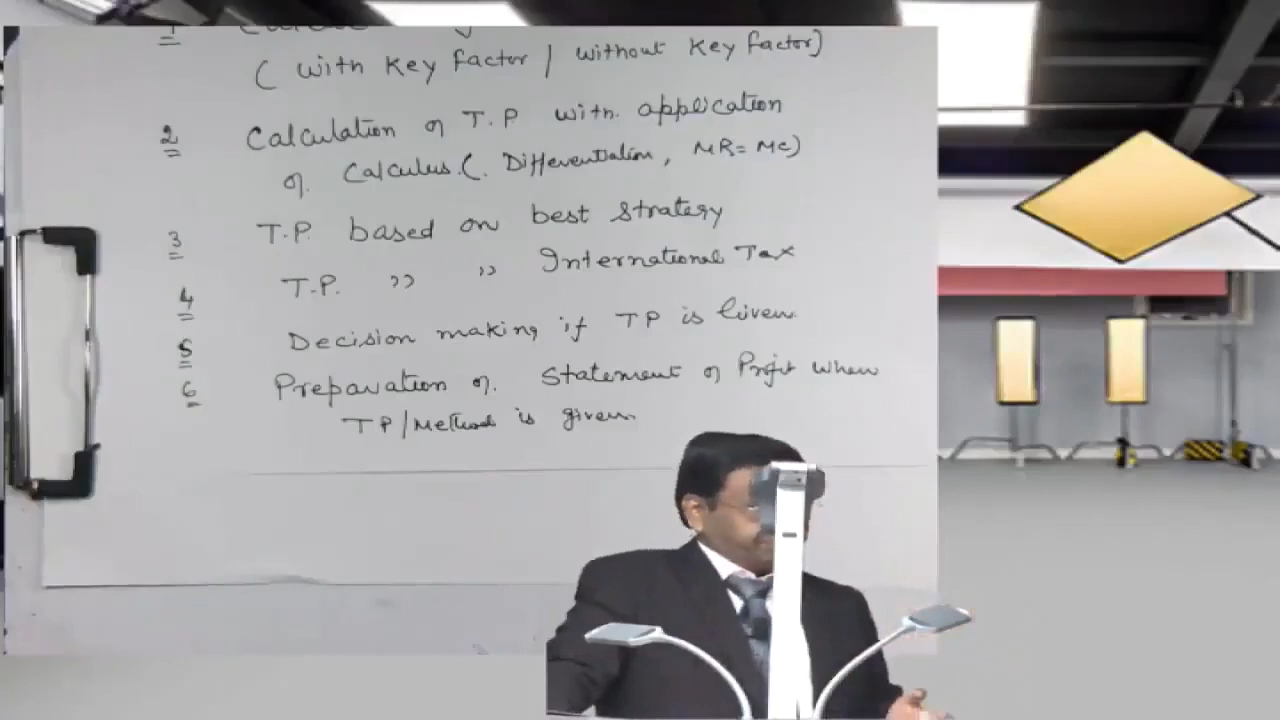 ( with key factor / without key factor)
2 Calculation of T.P with application
of Calculus. (. Differentiation, MR = MC)
3 T.P. based on best strategy
4 T.P. " " International Tax
5 Decision making if TP is Given
6 Preparation of. Statement of Profit when
TP/Methods is given